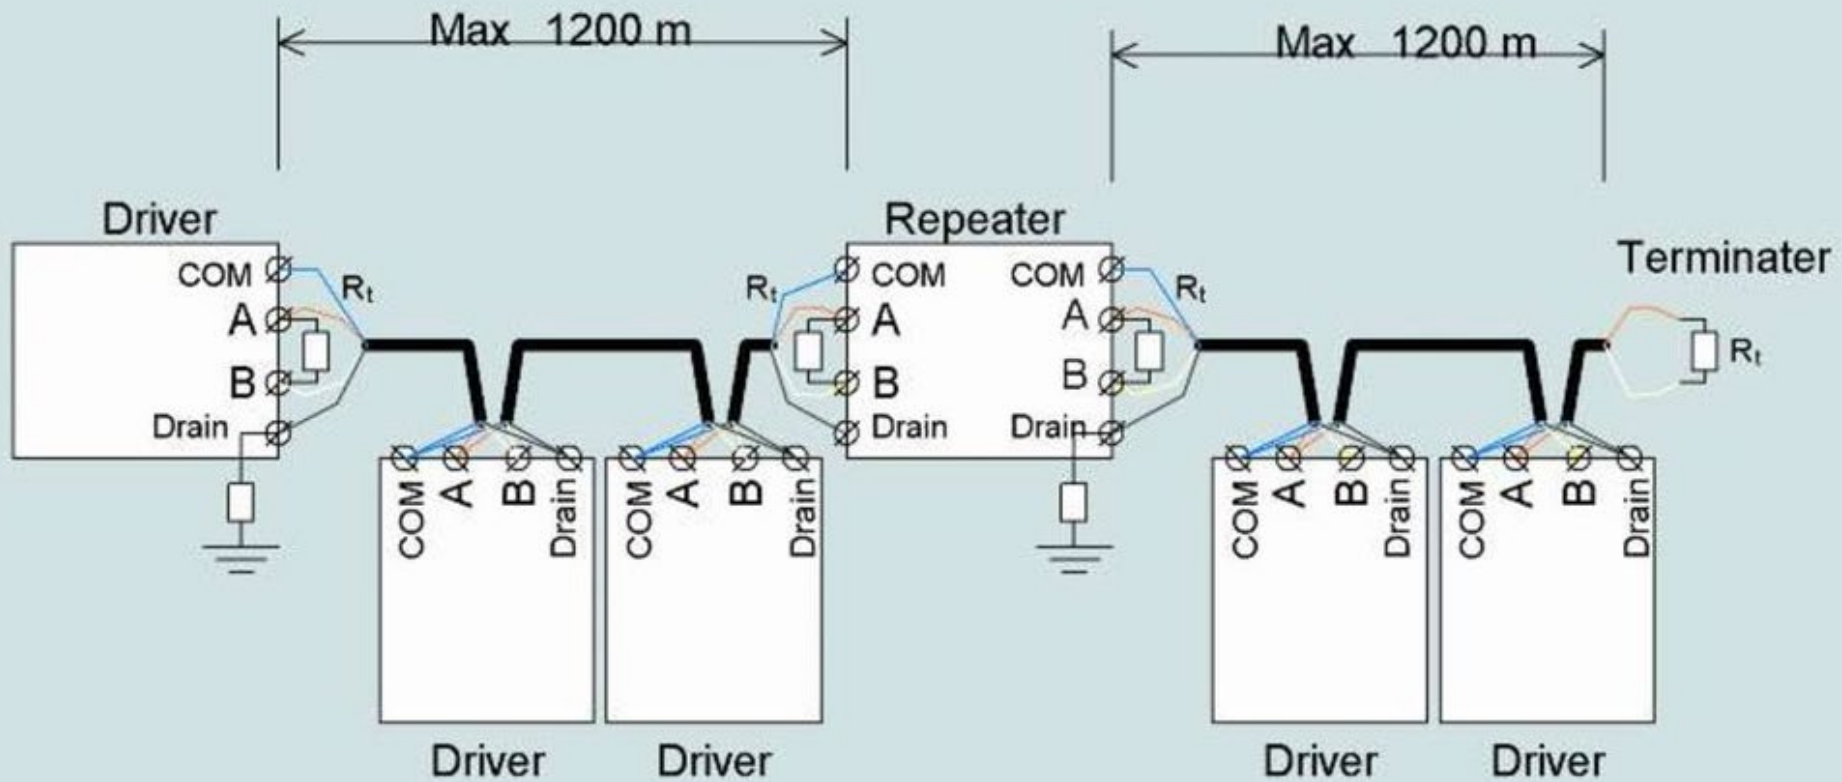 Max 1200 m
Max 1200 m
Driver
Repeater
Terminater
COM
A
B
Drain
Rt
Rt
COM
A
B
Drain
COM
A
B
Drain
Rt
Rt
COM
A
B
Drain
COM
A
B
Drain
COM
A
B
Drain
COM
A
B
Drain
Driver
Driver
Driver
Driver